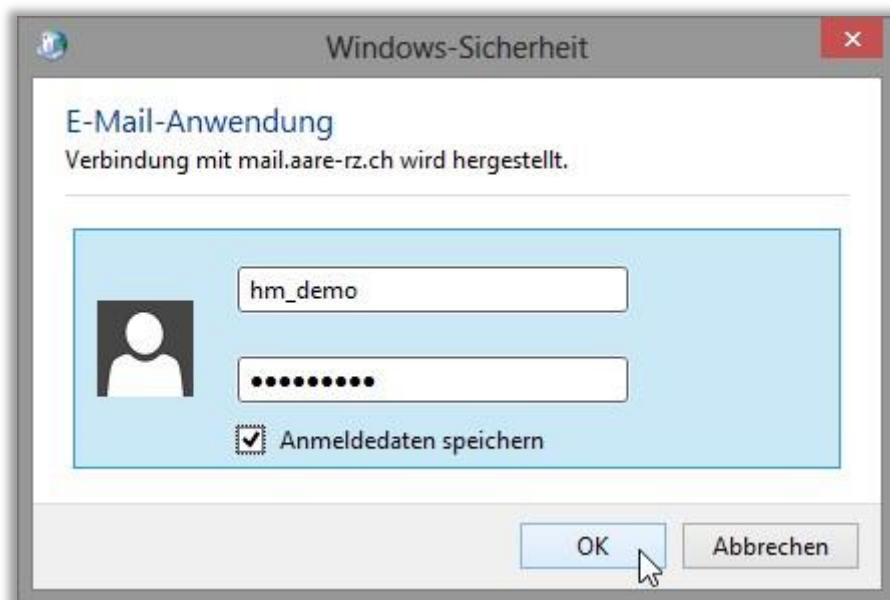 Windows-Sicherheit
E-Mail-Anwendung
Verbindung mit mail.aare-rz.ch wird hergestellt.
hm_demo
●●●●●●●●●
Anmeldedaten speichern
OK
Abbrechen